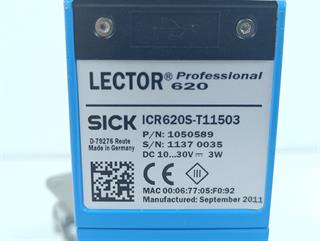 LECTOR® Professional
620
SICK ICR620S-T11503
P/N: 1050589
S/N: 1137 0035
D-79276 Reute
Made in Germany
DC 10...30V ⎓ 3W
CE
MAC 00:06:77:05:F0:92
Manufactured: September 2011